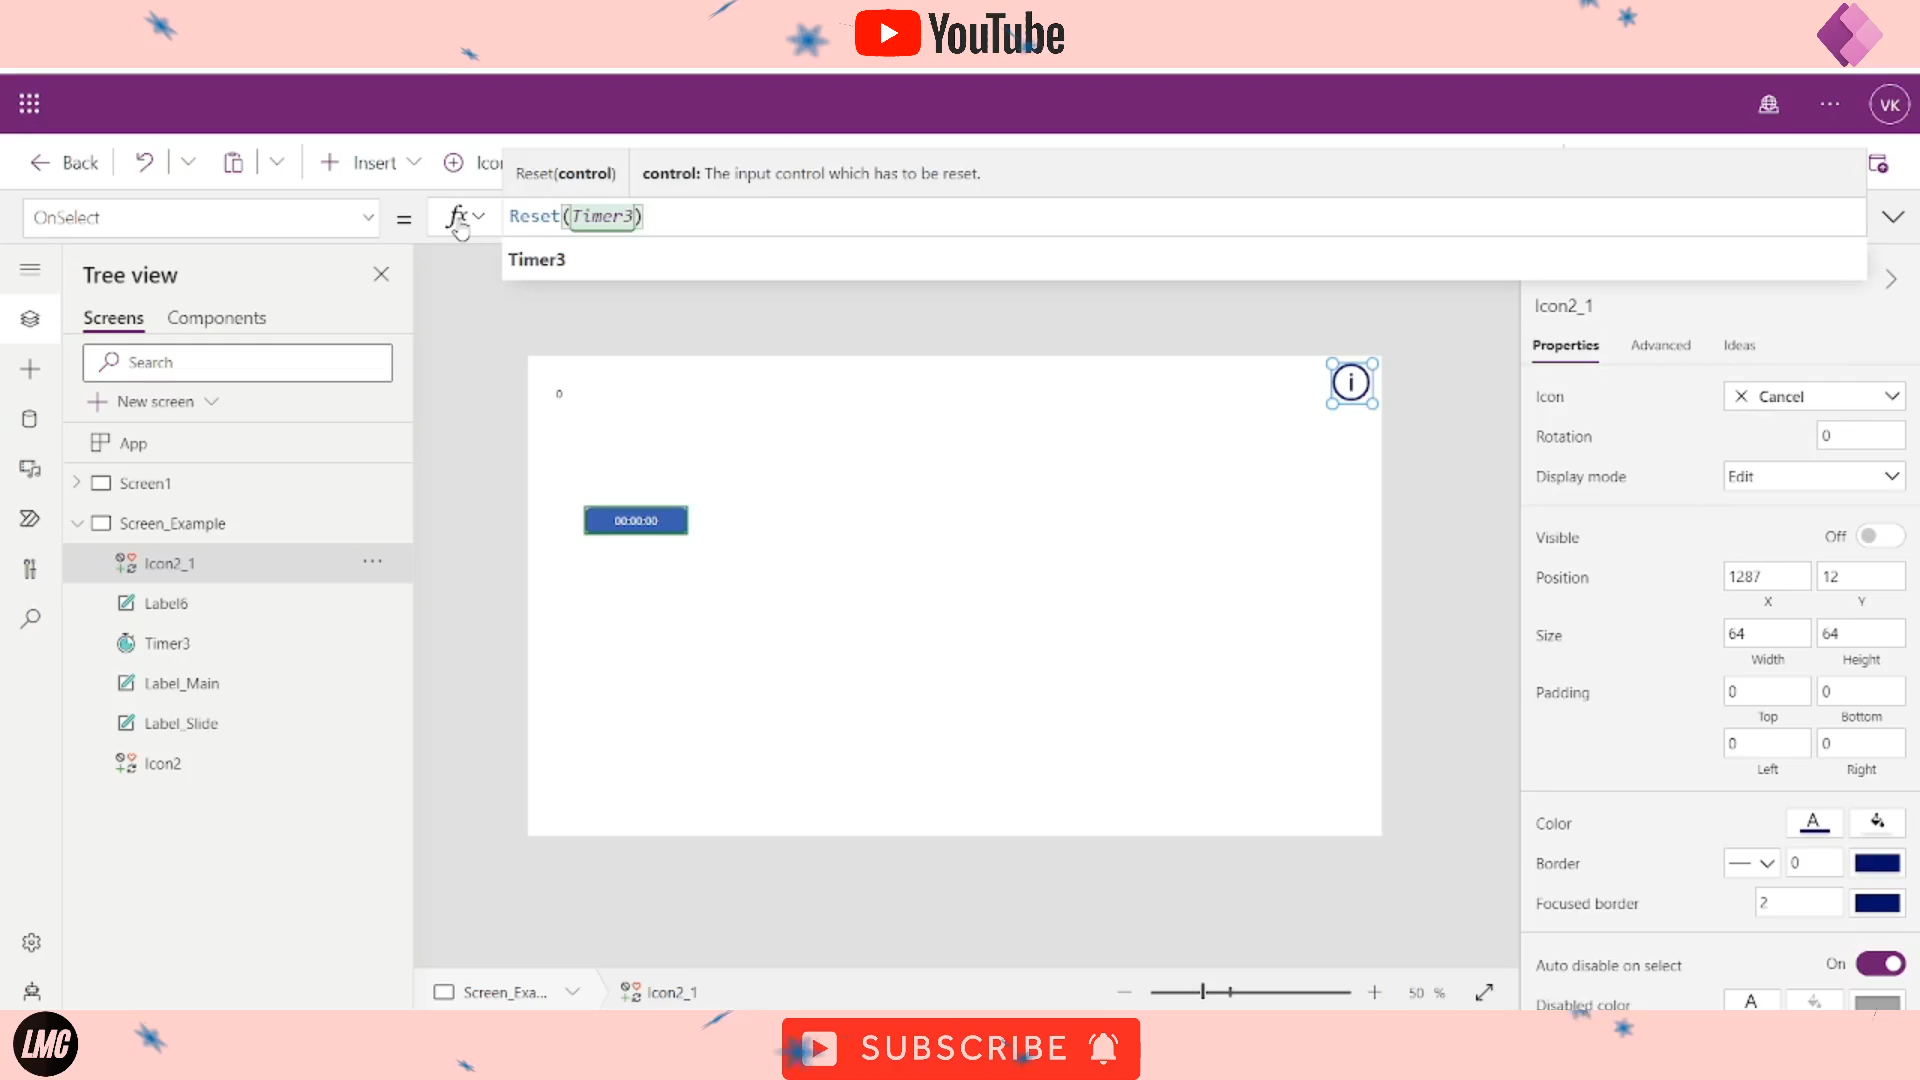 YouTube
VK
Back
Insert
Ico
Reset(control)
control: The input control which has to be reset.
OnSelect
=
fx
Reset(Timer3)
Timer3
Tree view
Screens
Components
Search
New screen
App
Screen1
Screen_Example
Icon2_1
Label6
Timer3
Label_Main
Label_Slide
Icon2
0
00:00:00
i
Icon2_1
Properties
Advanced
Ideas
Icon
Cancel
Rotation
0
Display mode
Edit
Visible
Off
Position
1287
12
X
Y
Size
64
64
Width
Height
Padding
0
0
Top
Bottom
0
0
Left
Right
Color
A
Border
0
Focused border
2
Auto disable on select
On
Disabled color
A
Screen_Exa...
Icon2_1
50 %
LMC
SUBSCRIBE